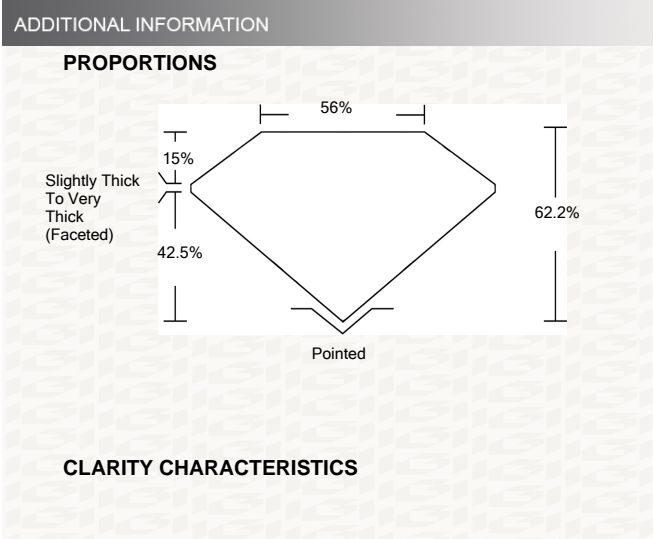 ADDITIONAL INFORMATION
PROPORTIONS
56%
15%
Slightly Thick
To Very
Thick
(Faceted)
62.2%
42.5%
Pointed
CLARITY CHARACTERISTICS